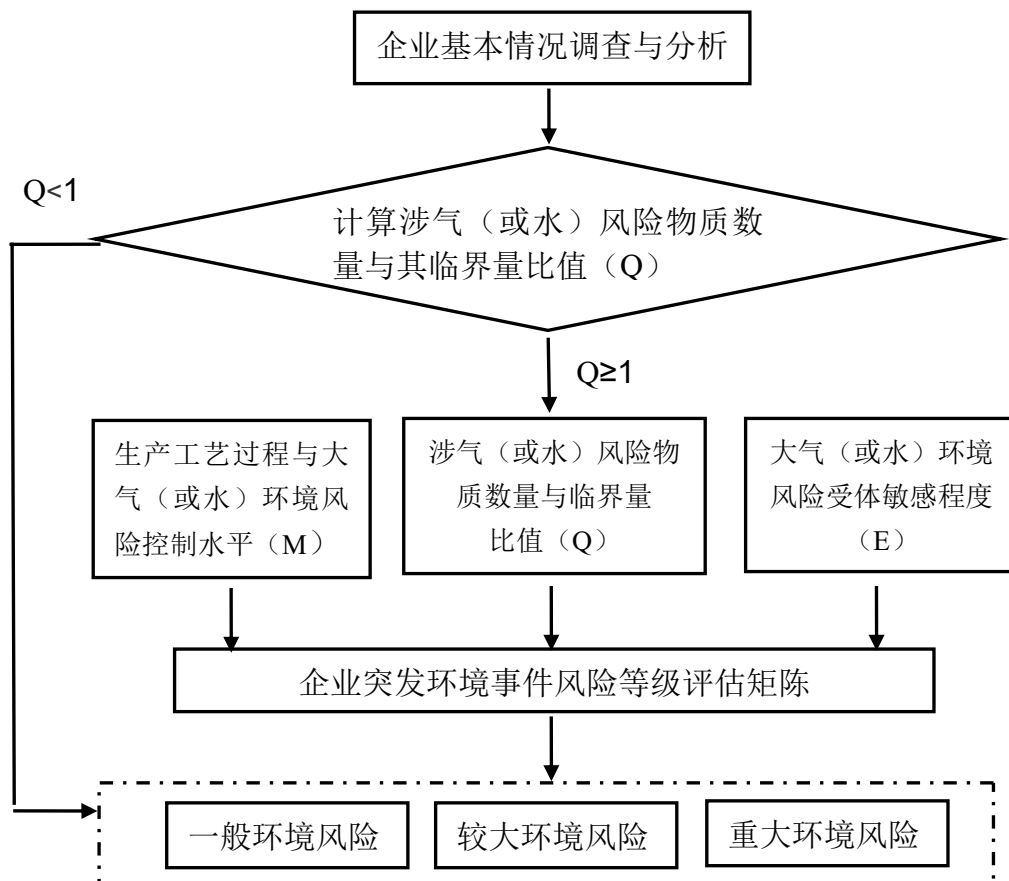 企业基本情况调查与分析
Q<1
计算涉气（或水）风险物质数
量与其临界量比值（Q）
Q≥1
生产工艺过程与大
气（或水）环境风
险控制水平（M）
涉气（或水）风险物
质数量与临界量
比值（Q）
大气（或水）环境
风险受体敏感程度
（E）
企业突发环境事件风险等级评估矩阵
一般环境风险
较大环境风险
重大环境风险